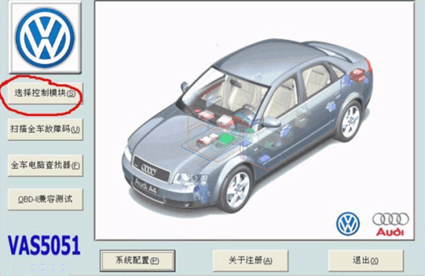 选择控制模块(S)
扫描全车故障码(U)
全车电脑查找器(F)
OBD-II兼容测试
VAS5051
Audi A4
Audi
系统配置(P)
关于注册(A)
退出(X)